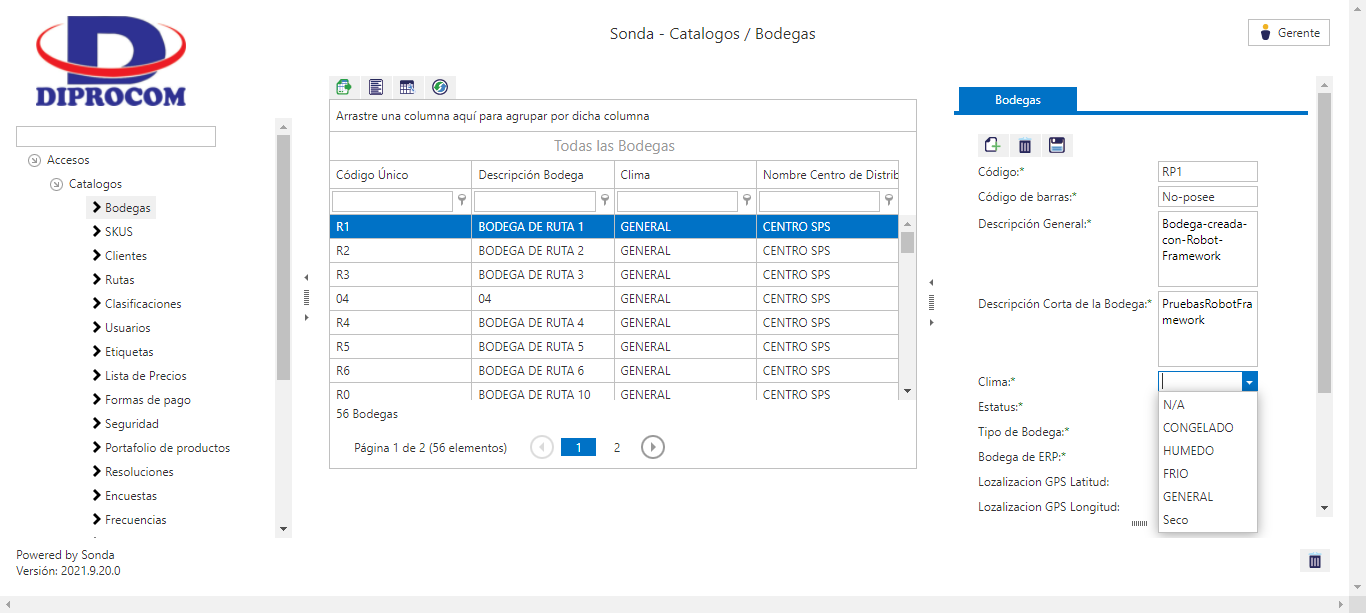 DIPROCOM
Sonda - Catalogos / Bodegas
Gerente
Accesos
Catalogos
Bodegas
SKUS
Clientes
Rutas
Clasificaciones
Usuarios
Etiquetas
Lista de Precios
Formas de pago
Seguridad
Portafolio de productos
Resoluciones
Encuestas
Frecuencias
Powered by Sonda
Versión: 2021.9.20.0
Arrastre una columna aquí para agrupar por dicha columna
Todas las Bodegas
Código Único Descripción Bodega Clima Nombre Centro de Distrib
R1 BODEGA DE RUTA 1 GENERAL CENTRO SPS
R2 BODEGA DE RUTA 2 GENERAL CENTRO SPS
R3 BODEGA DE RUTA 3 GENERAL CENTRO SPS
04 04 GENERAL CENTRO SPS
R4 BODEGA DE RUTA 4 GENERAL CENTRO SPS
R5 BODEGA DE RUTA 5 GENERAL CENTRO SPS
R6 BODEGA DE RUTA 6 GENERAL CENTRO SPS
R0 BODEGA DE RUTA 10 GENERAL CENTRO SPS
56 Bodegas
Página 1 de 2 (56 elementos) 1 2
Bodegas
Código:* RP1
Código de barras:* No-posee
Descripción General:* Bodega-creada-
con-Robot-
Framework
Descripción Corta de la Bodega:* PruebasRobotFra
mework
Clima:*
Estatus:*
Tipo de Bodega:*
Bodega de ERP:*
Lozalizacion GPS Latitud:
Lozalizacion GPS Longitud:
N/A
CONGELADO
HUMEDO
FRIO
GENERAL
Seco